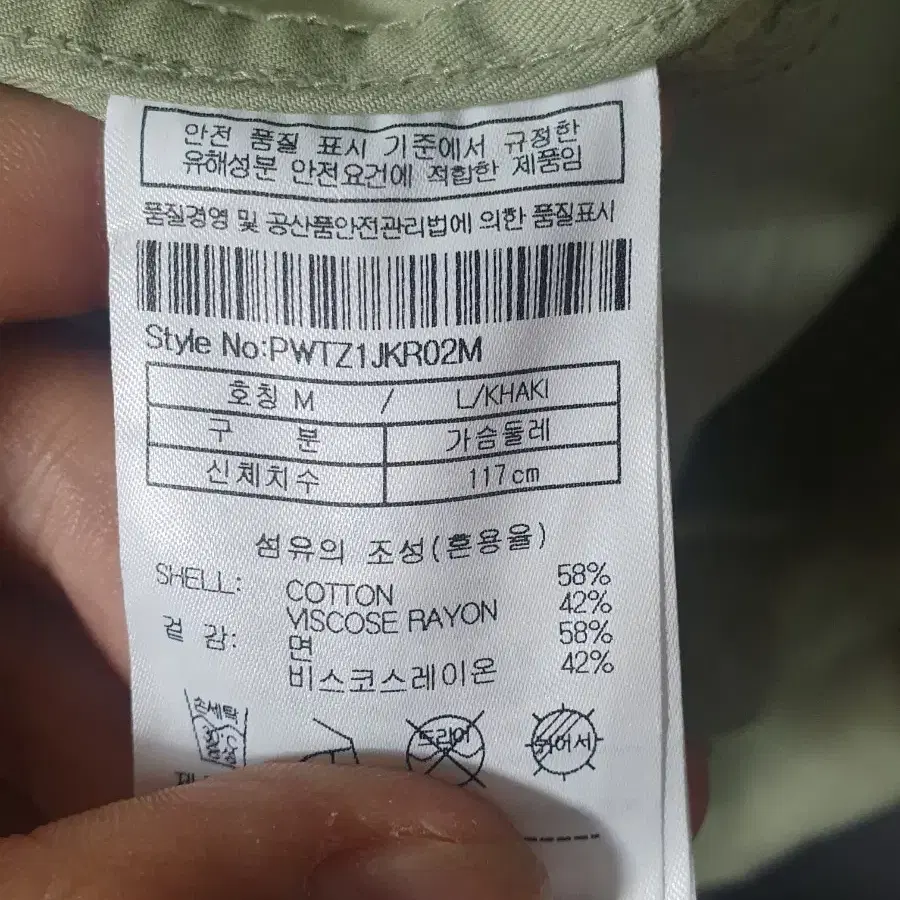 안전 품질 표시 기준에서 규정한
유해성분 안전요건에 적합한 제품임
품질경영 및 공산품안전관리법에 의한 품질표시
Style No:PWTZ1JKR02M
호칭 M / L/KHAKI
구 분 가슴둘레
신체치수 117cm
섬유의 조성(혼용율)
SHELL: COTTON 58%
VISCOSE RAYON 42%
겉 감: 면 58%
비스코스레이온 42%
손세탁 드라이 뉘어서